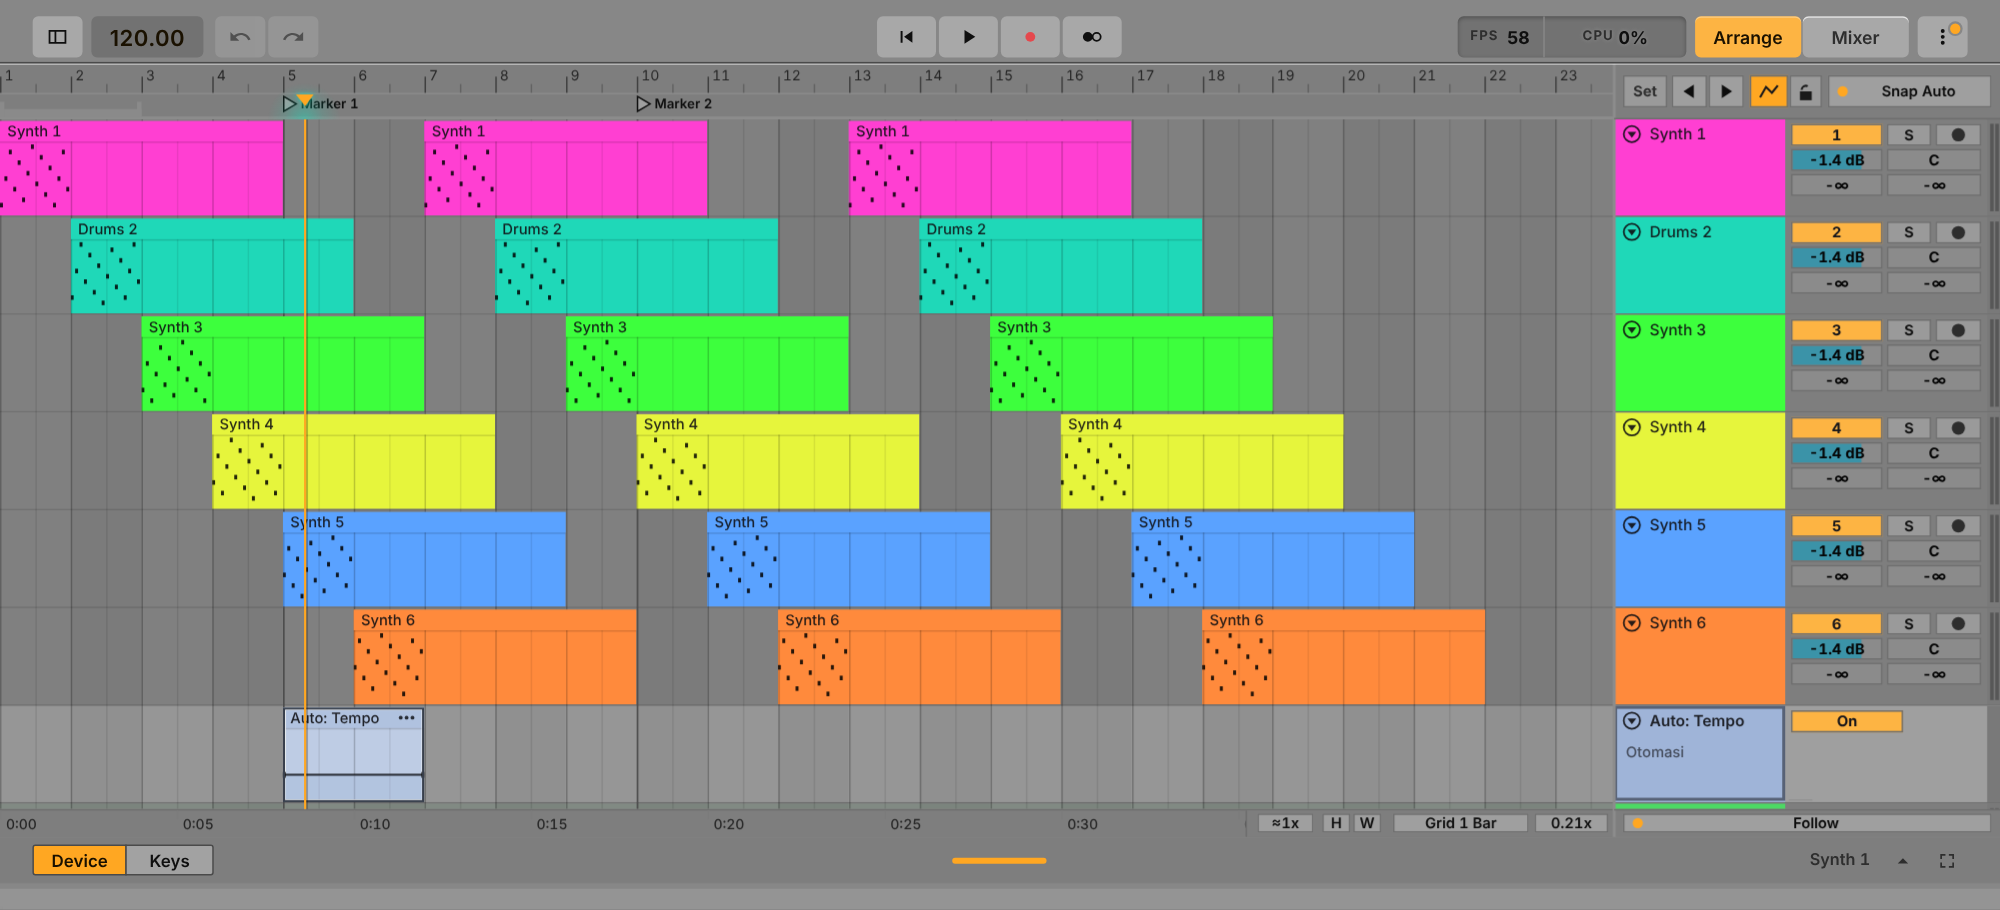 120.00
FPS 58 CPU 0% Arrange Mixer
1 2 3 4 5 6 7 8 9 10 11 12 13 14 15 16 17 18 19 20 21 22 23
Set Snap Auto
Marker 1 Marker 2
Synth 1 Synth 1 Synth 1 Synth 1 1 S
-1.4 dB C
-∞ -∞
Drums 2 Drums 2 Drums 2 Drums 2 2 S
-1.4 dB C
-∞ -∞
Synth 3 Synth 3 Synth 3 Synth 3 3 S
-1.4 dB C
-∞ -∞
Synth 4 Synth 4 Synth 4 Synth 4 4 S
-1.4 dB C
-∞ -∞
Synth 5 Synth 5 Synth 5 Synth 5 5 S
-1.4 dB C
-∞ -∞
Synth 6 Synth 6 Synth 6 Synth 6 6 S
-1.4 dB C
-∞ -∞
Auto: Tempo ••• Auto: Tempo On
Otomasi
0:00 0:05 0:10 0:15 0:20 0:25 0:30 ≈1x H W Grid 1 Bar 0.21x Follow
Device Keys Synth 1